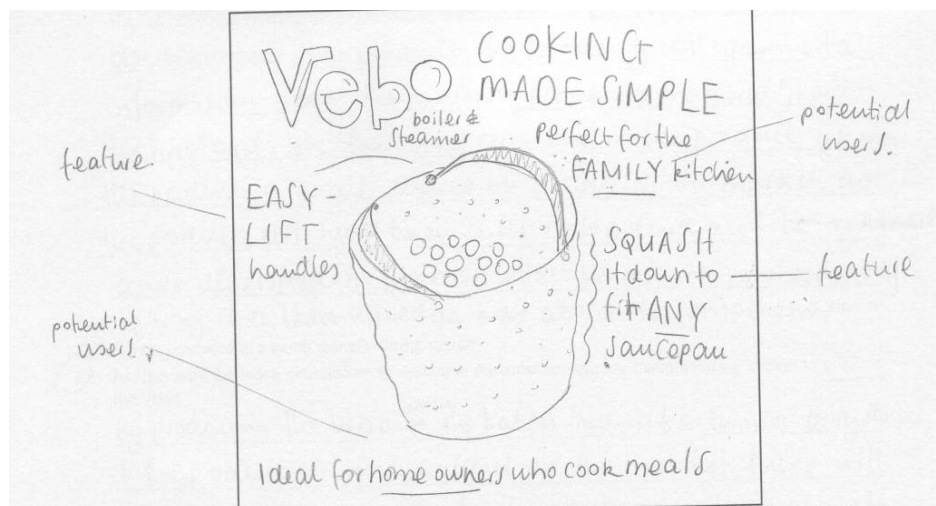 Vebo
boiler &
steamer
COOKING
MADE SIMPLE
perfect for the
FAMILY kitchen
potential
users.
feature.
EASY-
LIFT
handles
SQUASH
it down to
fit ANY
saucepan
feature
potential
users.
Ideal for home owners who cook meals